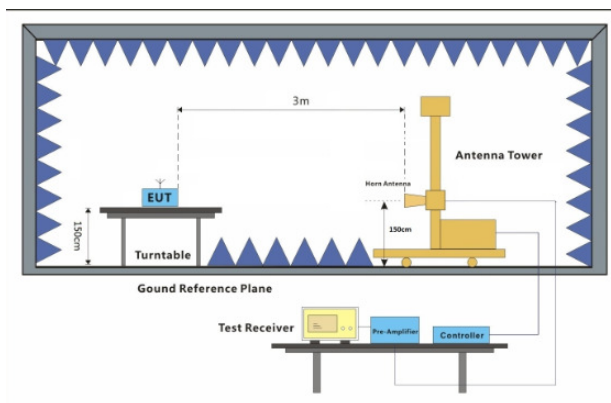 3m
Antenna Tower
Horn Antenna
EUT
150cm
150cm
Turntable
Gound Reference Plane
Test Receiver
Pre-Amplifier
Controller